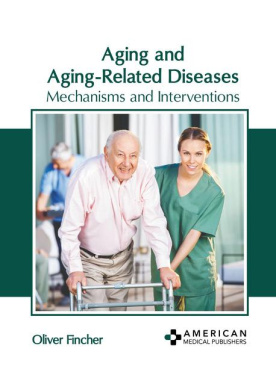 Aging and
Aging-Related Diseases
Mechanisms and Interventions
Oliver Fincher
AMERICAN
MEDICAL PUBLISHERS